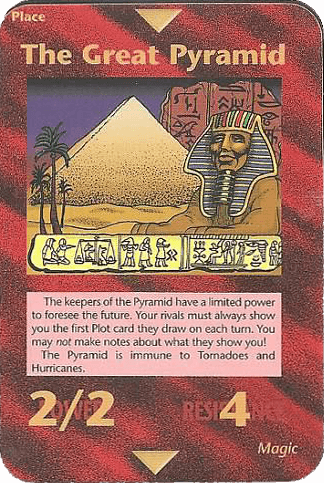 Place
The Great Pyramid
The keepers of the Pyramid have a limited power
to foresee the future. Your rivals must always show
you the first Plot card they draw on each turn. You
may not make notes about what they show you!
The Pyramid is immune to Tornadoes and
Hurricanes.
POWER RESISTANCE
2/2 4
Magic